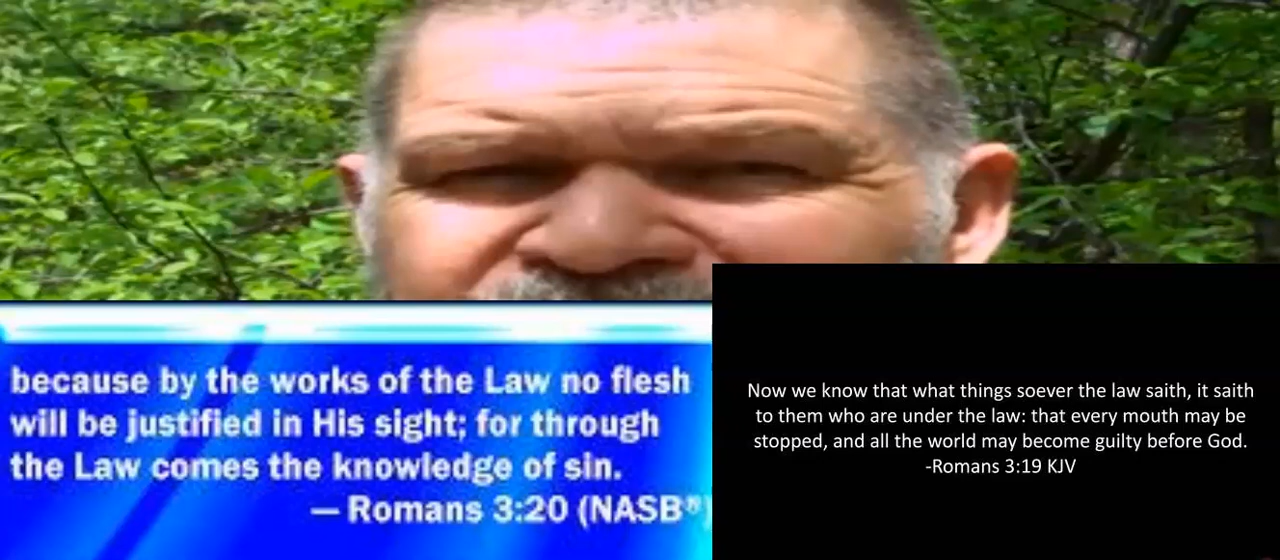 because by the works of the Law no flesh
will be justified in His sight; for through
the Law comes the knowledge of sin.
— Romans 3:20 (NASB®)
Now we know that what things soever the law saith, it saith
to them who are under the law: that every mouth may be
stopped, and all the world may become guilty before God.
-Romans 3:19 KJV